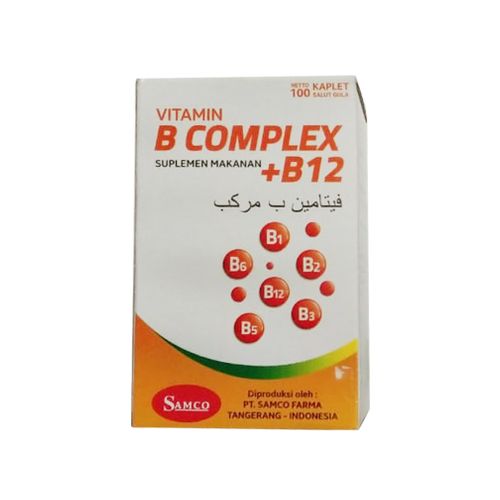 NETTO
100 KAPLET
SALUT GULA
VITAMIN
B COMPLEX
SUPLEMEN MAKANAN +B12
فيتامين ب مركب
B1
B6
B2
B12
B3
B5
SAMCO
Diproduksi oleh :
PT. SAMCO FARMA
TANGERANG - INDONESIA